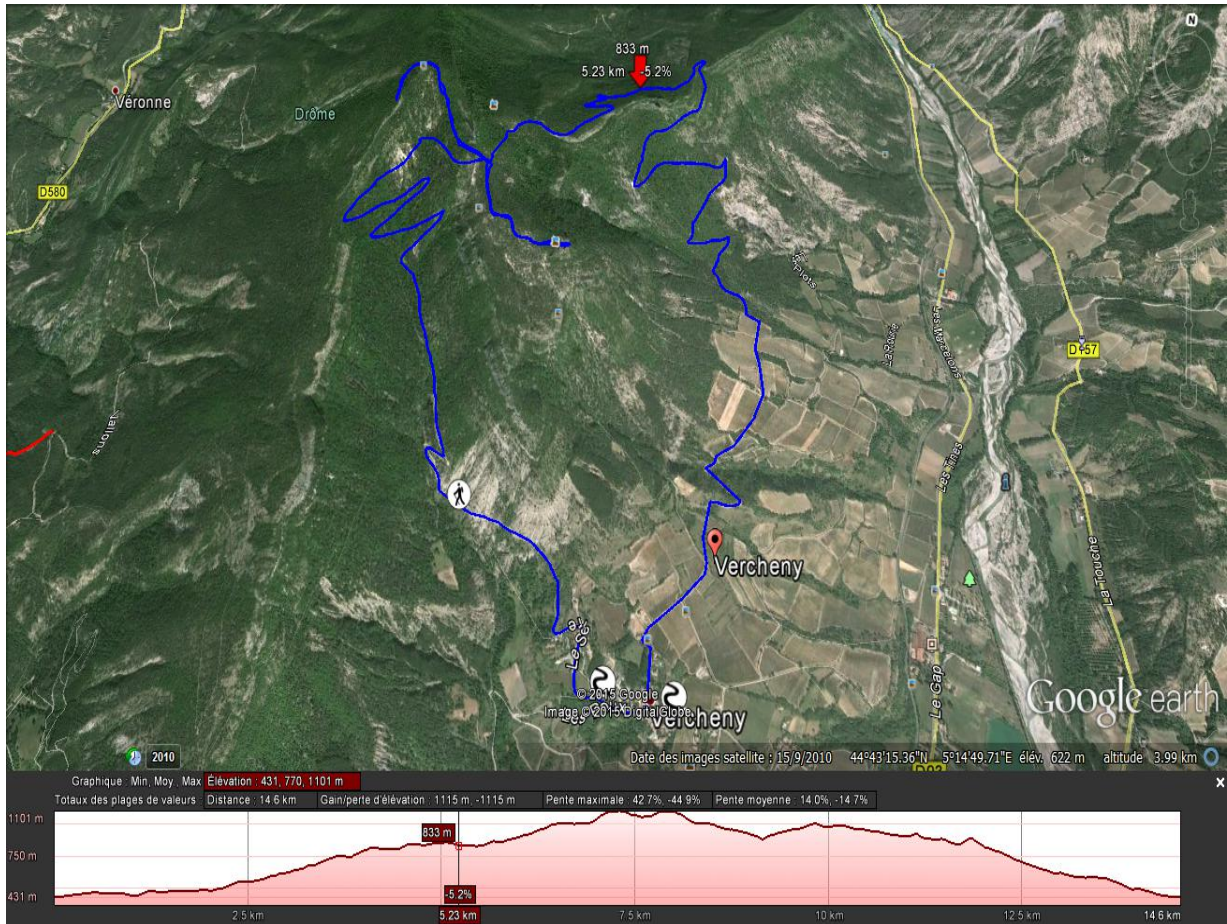 N
833 m
5.23 km -5.2%
Véronne
Drôme
D580
Plots
La Route
Les Mazelons
D457
Jallons
Les Tines
Vercheny
La Touche
Le Gap
© 2015 Google
Image © 2015 DigitalGlobe
Vercheny
Google earth
2010
Date des images satellite : 15/9/2010 44°43'15.36"N 5°14'49.71"E élév. 622 m altitude 3.99 km
Graphique : Min, Moy., Max Élévation : 431, 770, 1101 m
Totaux des plages de valeurs Distance : 14.6 km Gain/perte d'élévation : 1115 m, -1115 m Pente maximale : 42.7%, -44.9% Pente moyenne : 14.0%, -14.7%
x
1101 m
833 m
750 m
431 m
-5.2%
2.5 km 5.23 km 7.5 km 10 km 12.5 km 14.6 km